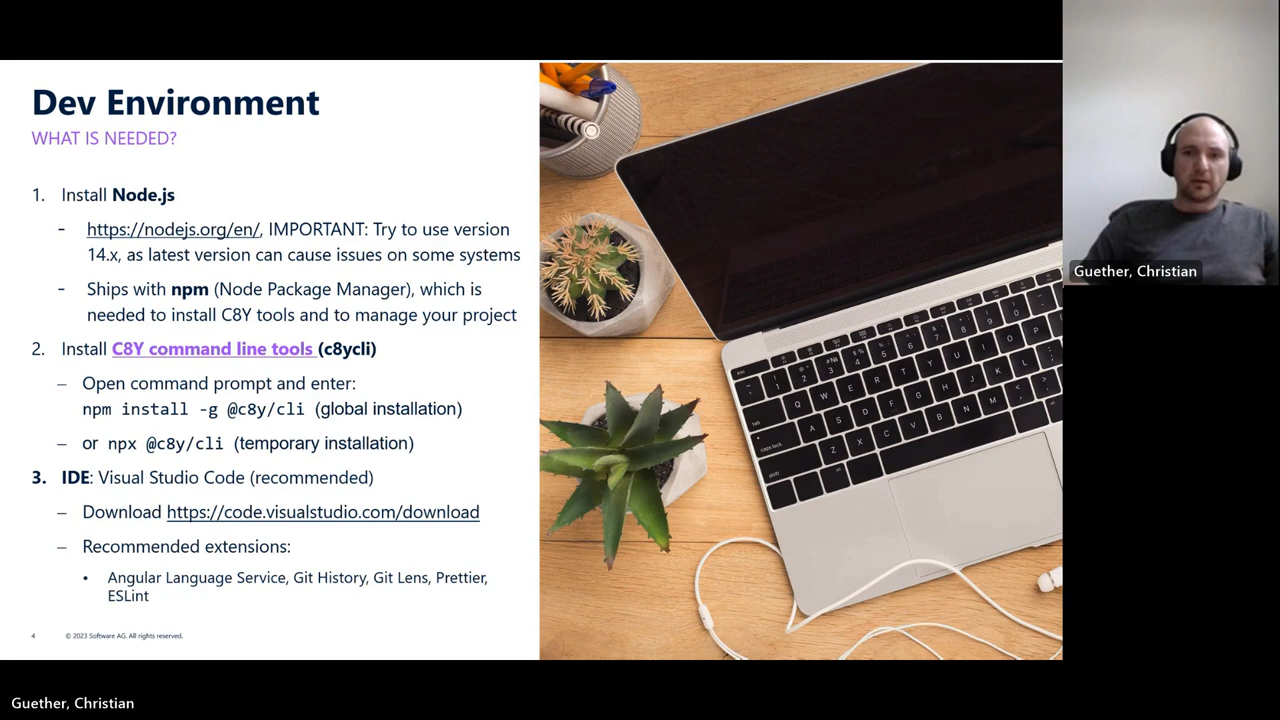 Dev Environment
WHAT IS NEEDED?
1. Install Node.js
- https://nodejs.org/en/, IMPORTANT: Try to use version
14.x, as latest version can cause issues on some systems
- Ships with npm (Node Package Manager), which is
needed to install C8Y tools and to manage your project
2. Install C8Y command line tools (c8ycli)
– Open command prompt and enter:
npm install -g @c8y/cli (global installation)
– or npx @c8y/cli (temporary installation)
3. IDE: Visual Studio Code (recommended)
– Download https://code.visualstudio.com/download
– Recommended extensions:
• Angular Language Service, Git History, Git Lens, Prettier,
ESLint
4 © 2023 Software AG. All rights reserved.
Guether, Christian
Guether, Christian